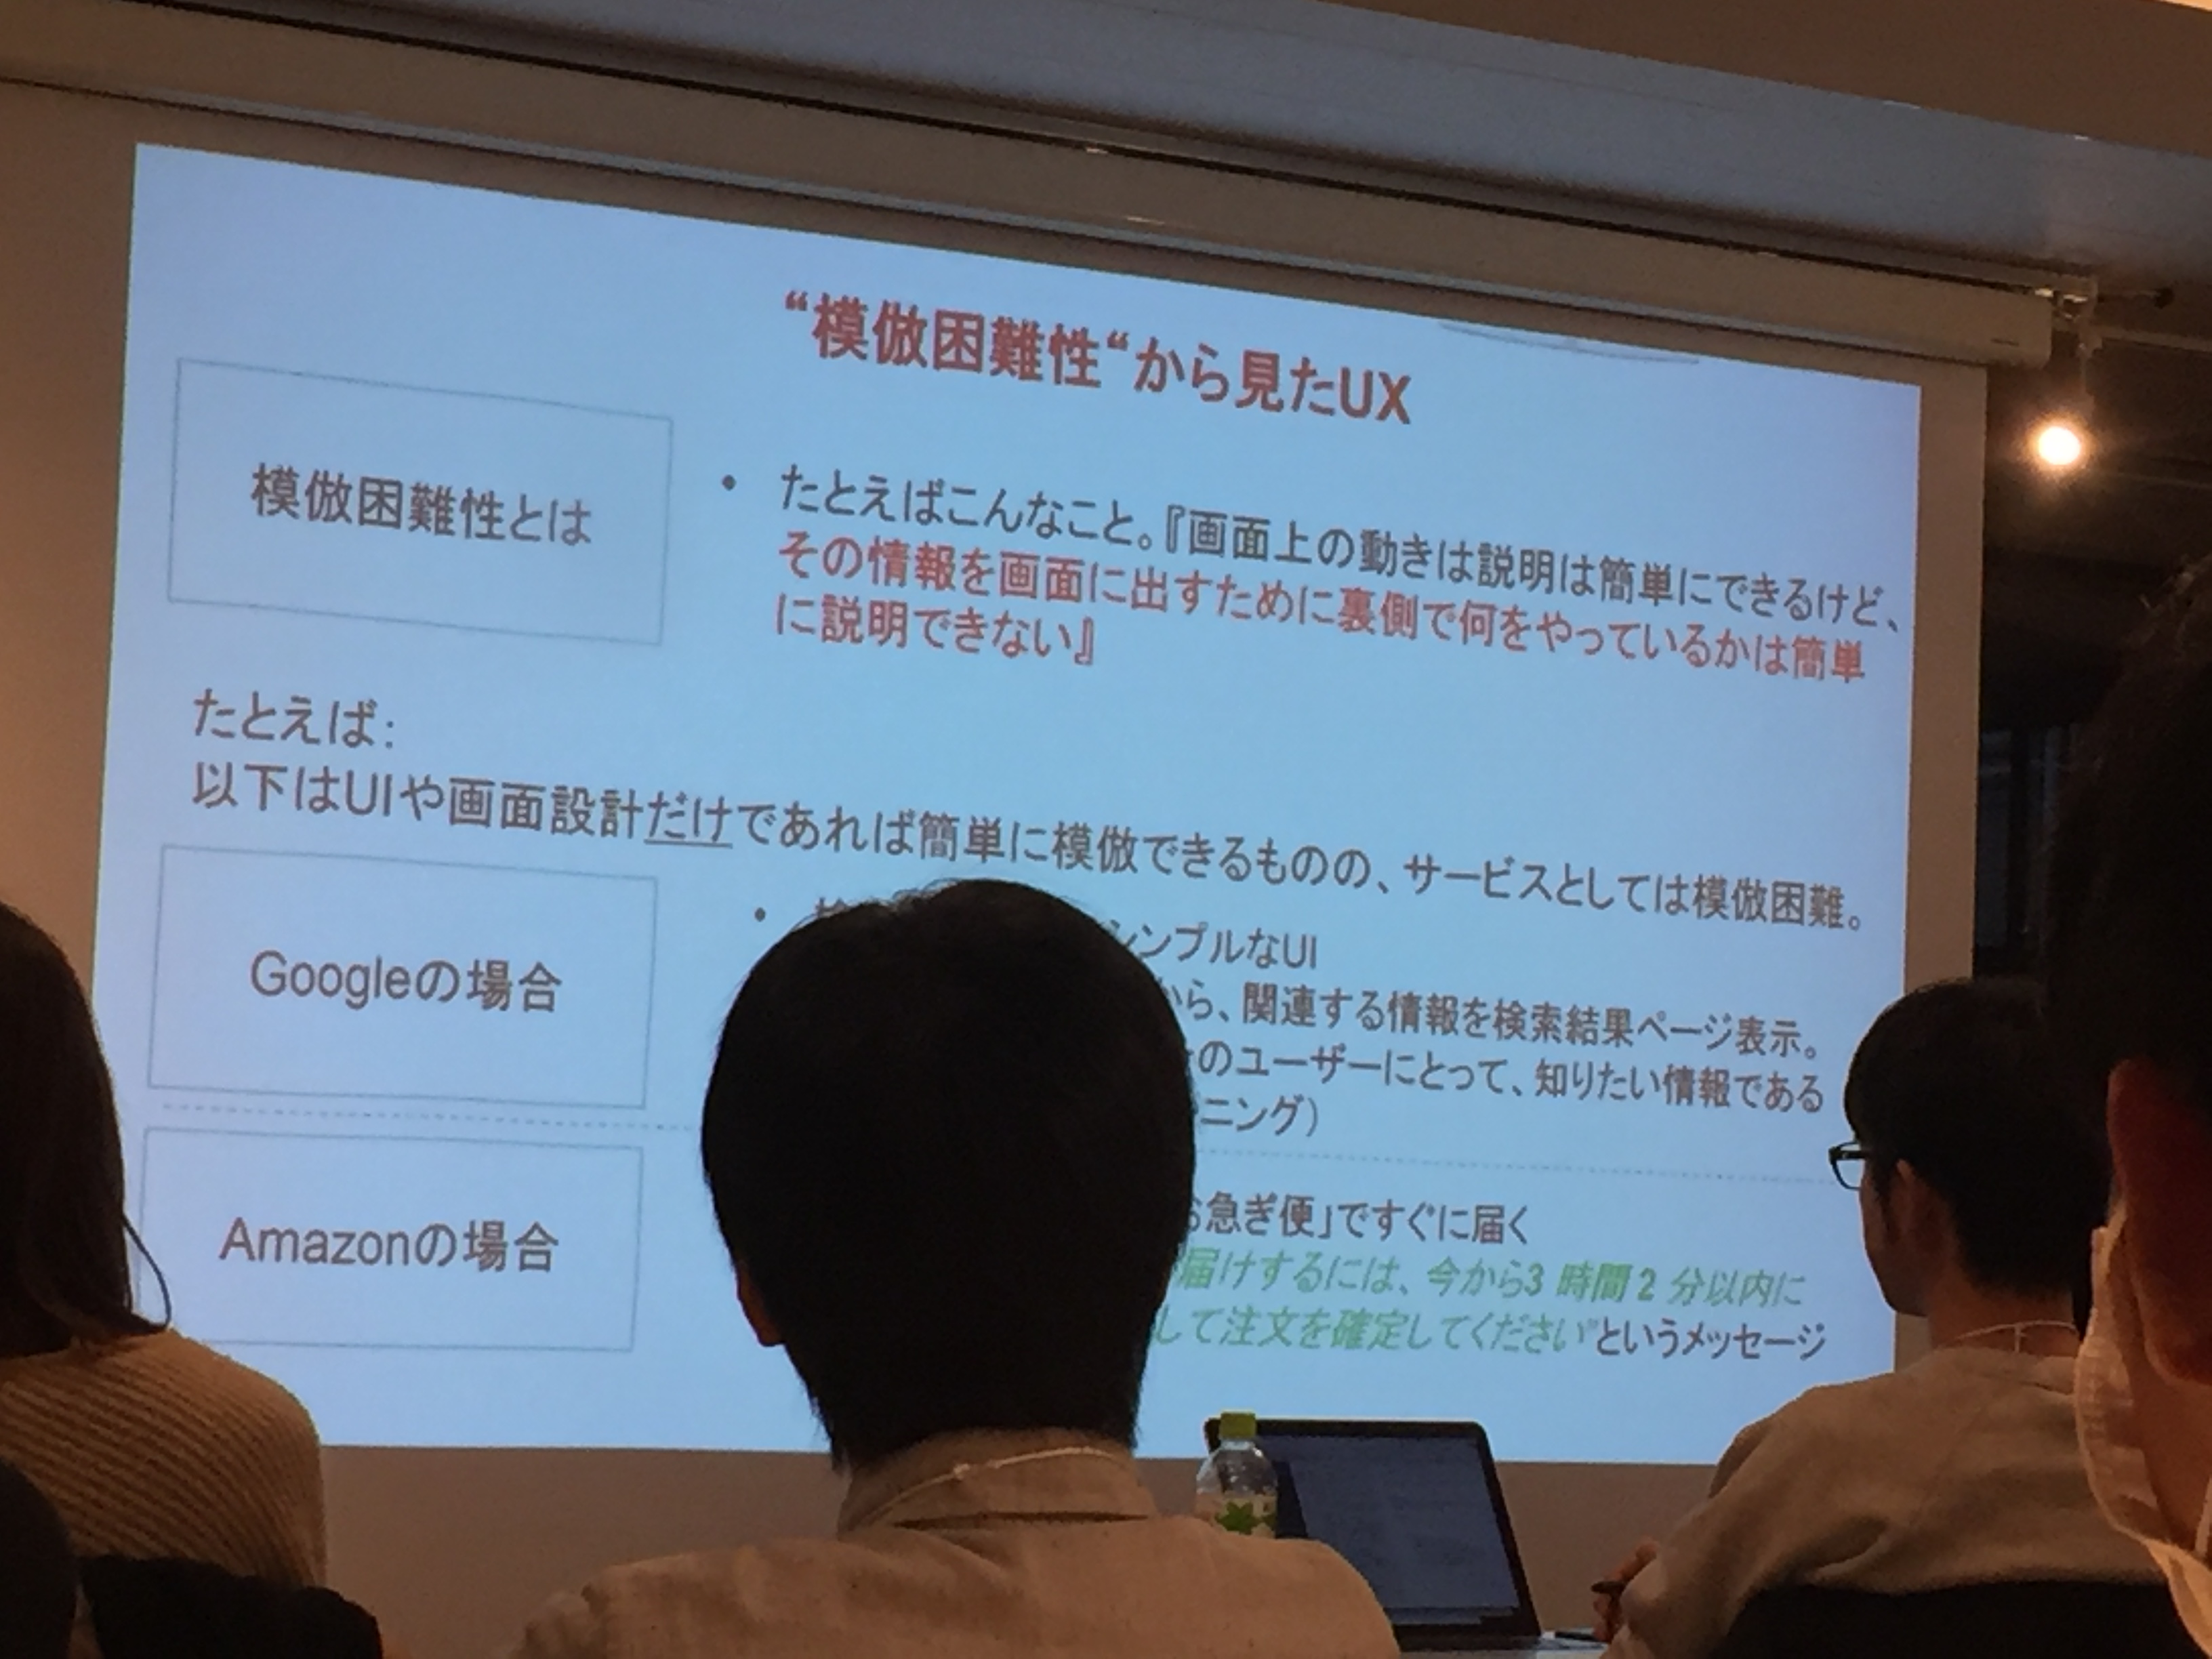 “模倣困難性“から見たUX
模倣困難性とは
• たとえばこんなこと。『画面上の動きは説明は簡単にできるけど、
その情報を画面に出すために裏側で何をやっているかは簡単
に説明できない』
たとえば:
以下はUIや画面設計だけであれば簡単に模倣できるものの、サービスとしては模倣困難。
Googleの場合
シンプルなUI
から、関連する情報を検索結果ページ表示。
のユーザーにとって、知りたい情報である
ニング)
Amazonの場合
お急ぎ便」ですぐに届く
届けするには、今から3 時間 2 分以内に
して注文を確定してください”というメッセージ